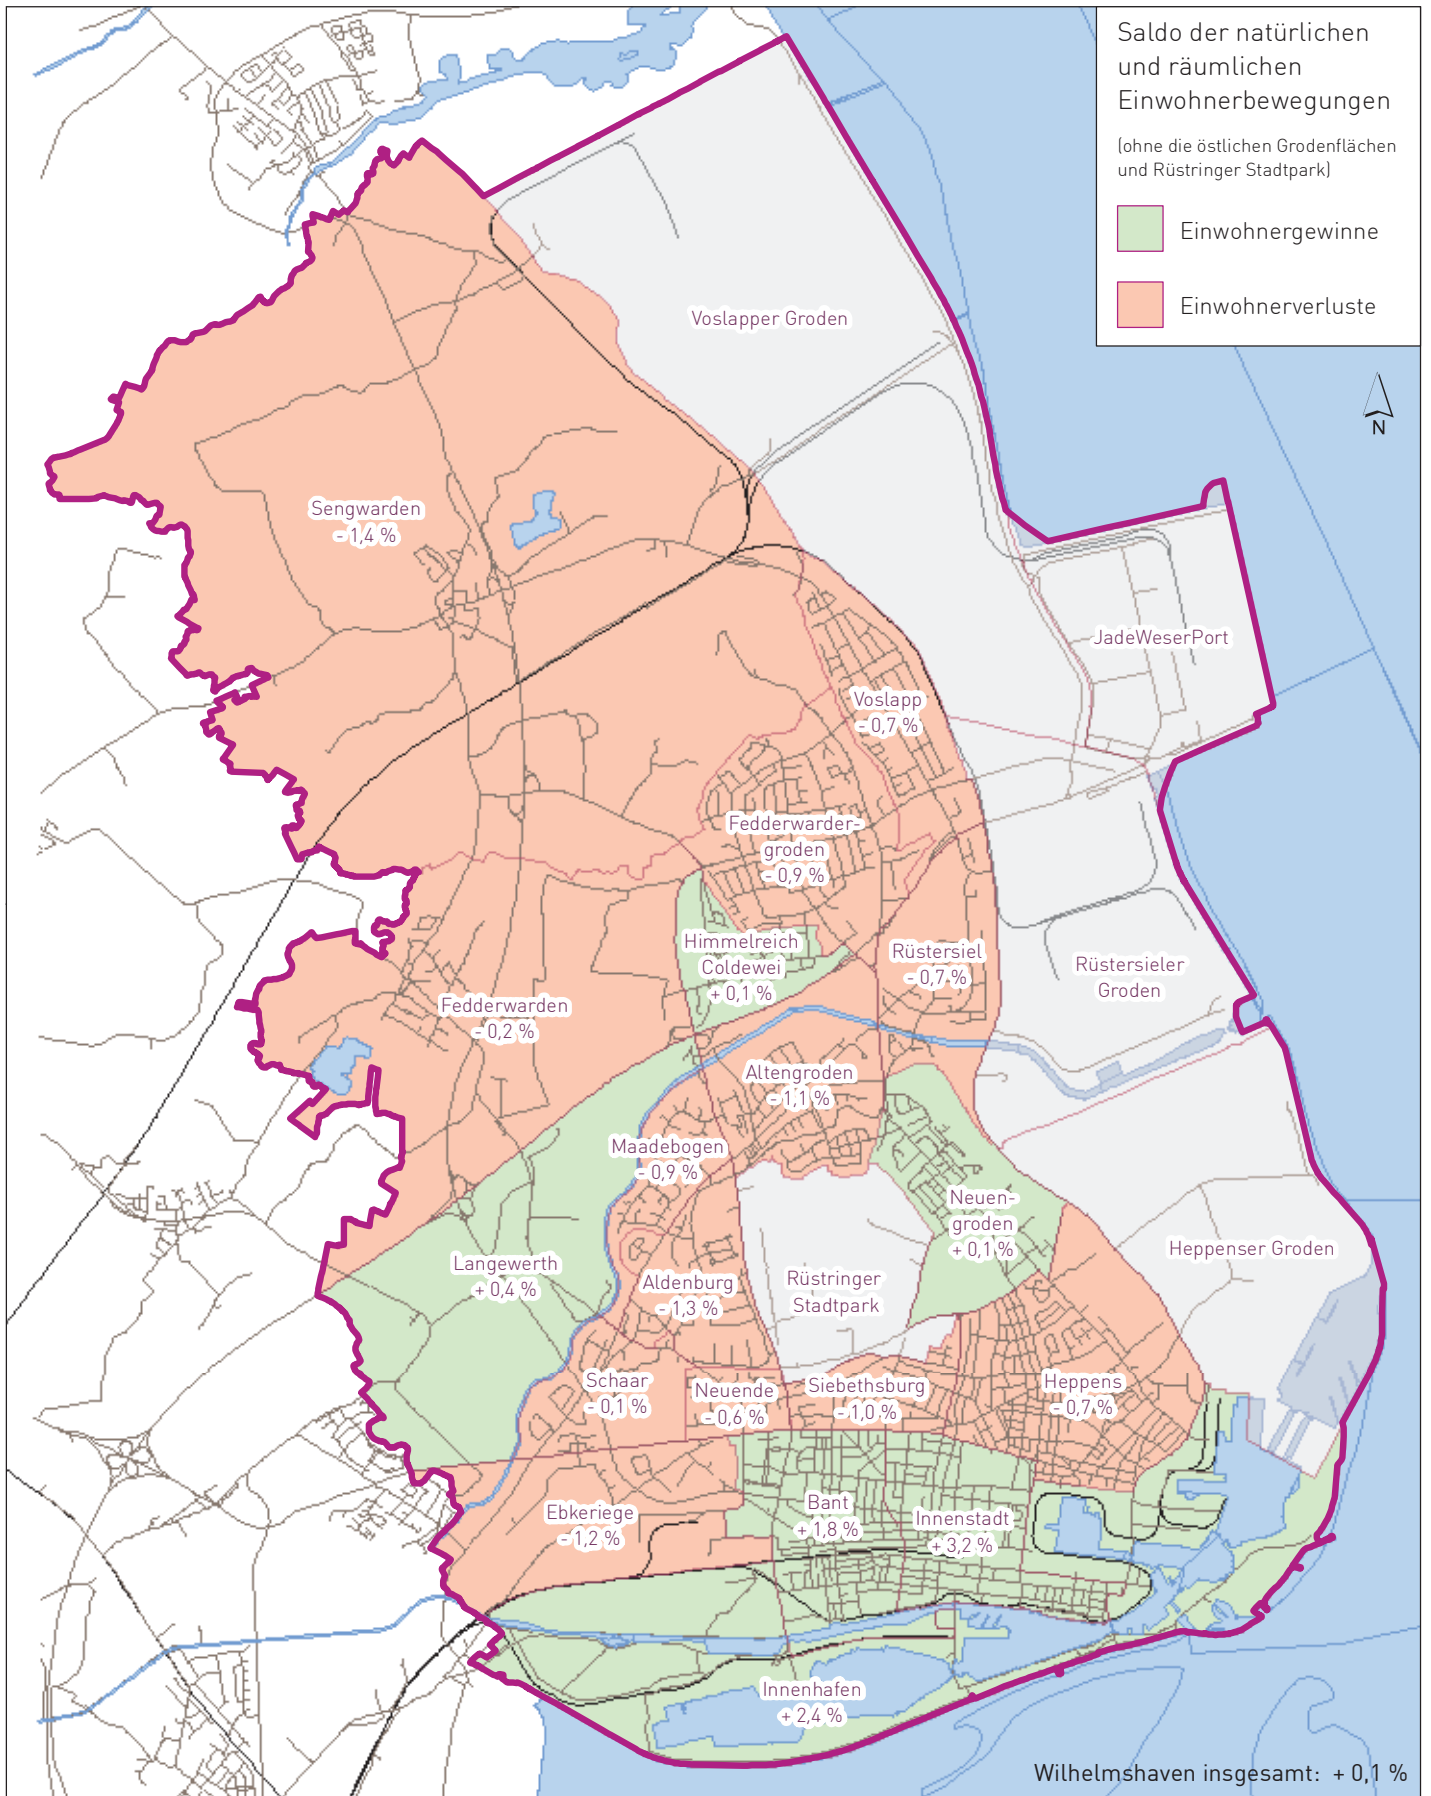 Saldo der natürlichen
und räumlichen
Einwohnerbewegungen
(ohne die östlichen Grodenflächen
und Rüstringer Stadtpark)
Einwohnergewinne
Einwohnerverluste
N
Voslapper Groden
Sengwarden
- 1,4 %
JadeWeserPort
Voslapp
- 0,7 %
Fedderwarder-
groden
- 0,9 %
Himmelreich
Coldewei
+ 0,1 %
Rüstersiel
- 0,7 %
Rüstersieler
Groden
Fedderwarden
- 0,2 %
Altengroden
- 1,1 %
Maadebogen
- 0,9 %
Neuen-
groden
+ 0,1 %
Heppenser Groden
Langewerth
+ 0,4 %
Aldenburg
- 1,3 %
Rüstringer
Stadtpark
Schaar
- 0,1 %
Neuende
- 0,6 %
Siebethsburg
- 1,0 %
Heppens
- 0,7 %
Ebkeriege
- 1,2 %
Bant
+ 1,8 %
Innenstadt
+ 3,2 %
Innenhafen
+ 2,4 %
Wilhelmshaven insgesamt: + 0,1 %